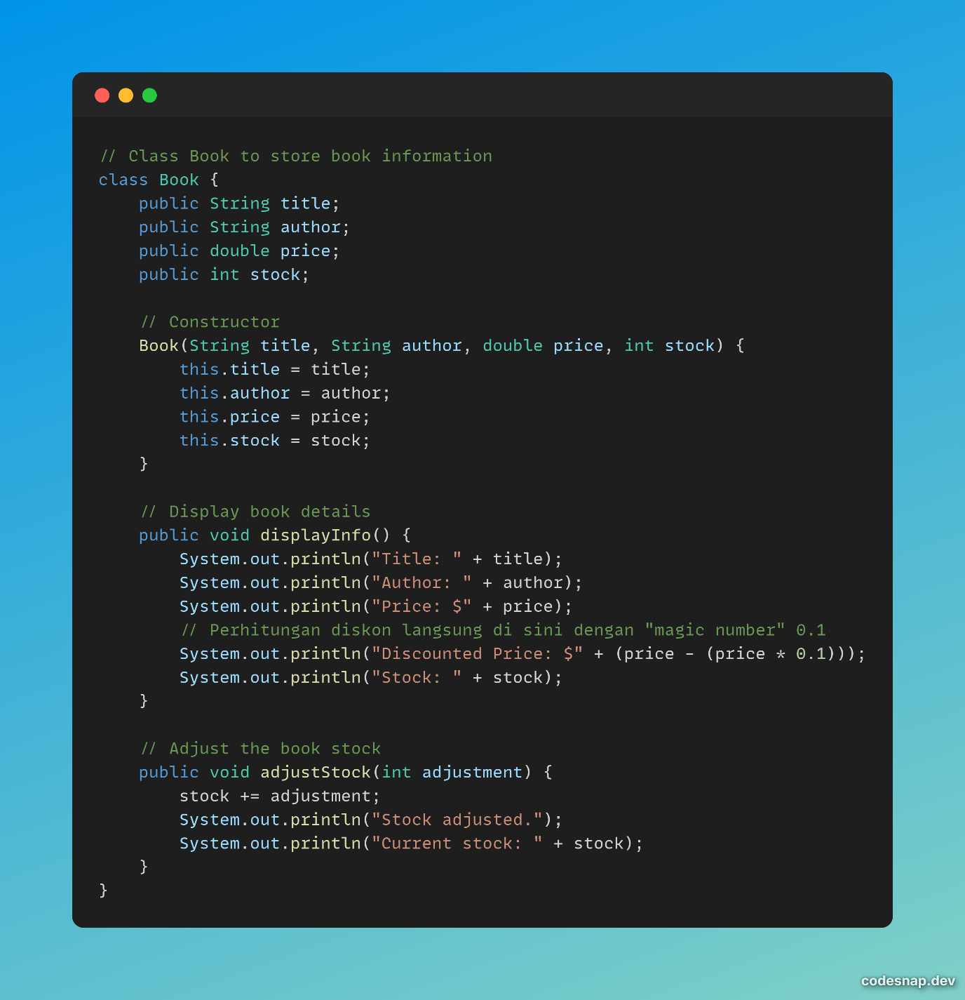 // Class Book to store book information
class Book {
    public String title;
    public String author;
    public double price;
    public int stock;

    // Constructor
    Book(String title, String author, double price, int stock) {
        this.title = title;
        this.author = author;
        this.price = price;
        this.stock = stock;
    }

    // Display book details
    public void displayInfo() {
        System.out.println("Title: " + title);
        System.out.println("Author: " + author);
        System.out.println("Price: $" + price);
        // Perhitungan diskon langsung di sini dengan "magic number" 0.1
        System.out.println("Discounted Price: $" + (price - (price * 0.1)));
        System.out.println("Stock: " + stock);
    }

    // Adjust the book stock
    public void adjustStock(int adjustment) {
        stock += adjustment;
        System.out.println("Stock adjusted.");
        System.out.println("Current stock: " + stock);
    }
}
codesnap.dev